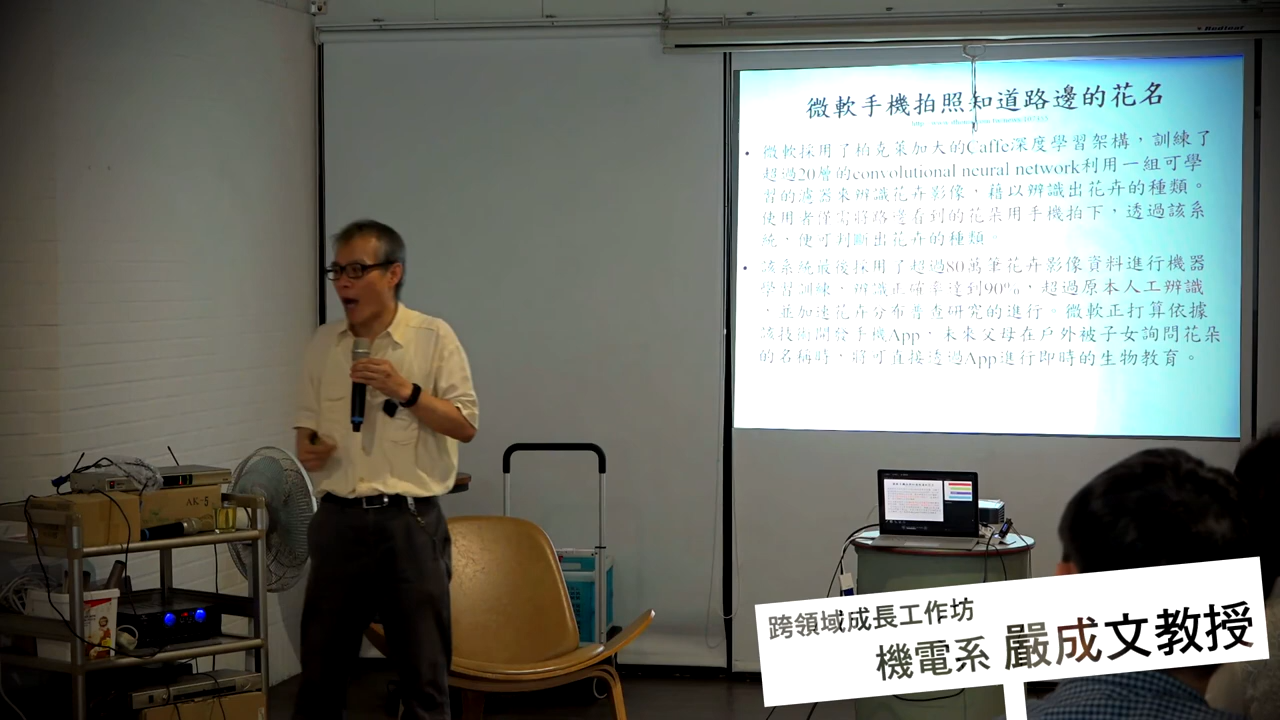 Redleaf
微軟手機拍照知道路邊的花名
• 微軟採用了柏克萊加大的Caffe深度學習架構，訓練了
超過20層的convolutional neural network利用一組可學
習的濾器來辨識花卉影像，藉以辨識出花卉的種類。
使用者僅需將路邊看到的花朵用手機拍下，透過該系
統，便可判斷出花卉的種類。
• 該系統最後採用了超過80萬筆花卉影像資料進行機器
學習訓練，辨識正確率達到90%，超過原本人工辨識
，並加速花卉分布普查研究的進行。微軟正打算依據
該技術開發手機App，未來父母在戶外被子女詢問花朵
的名稱時，將可直接透過App進行即時的生物教育。
AK-5
跨領域成長工作坊
機電系 嚴成文教授